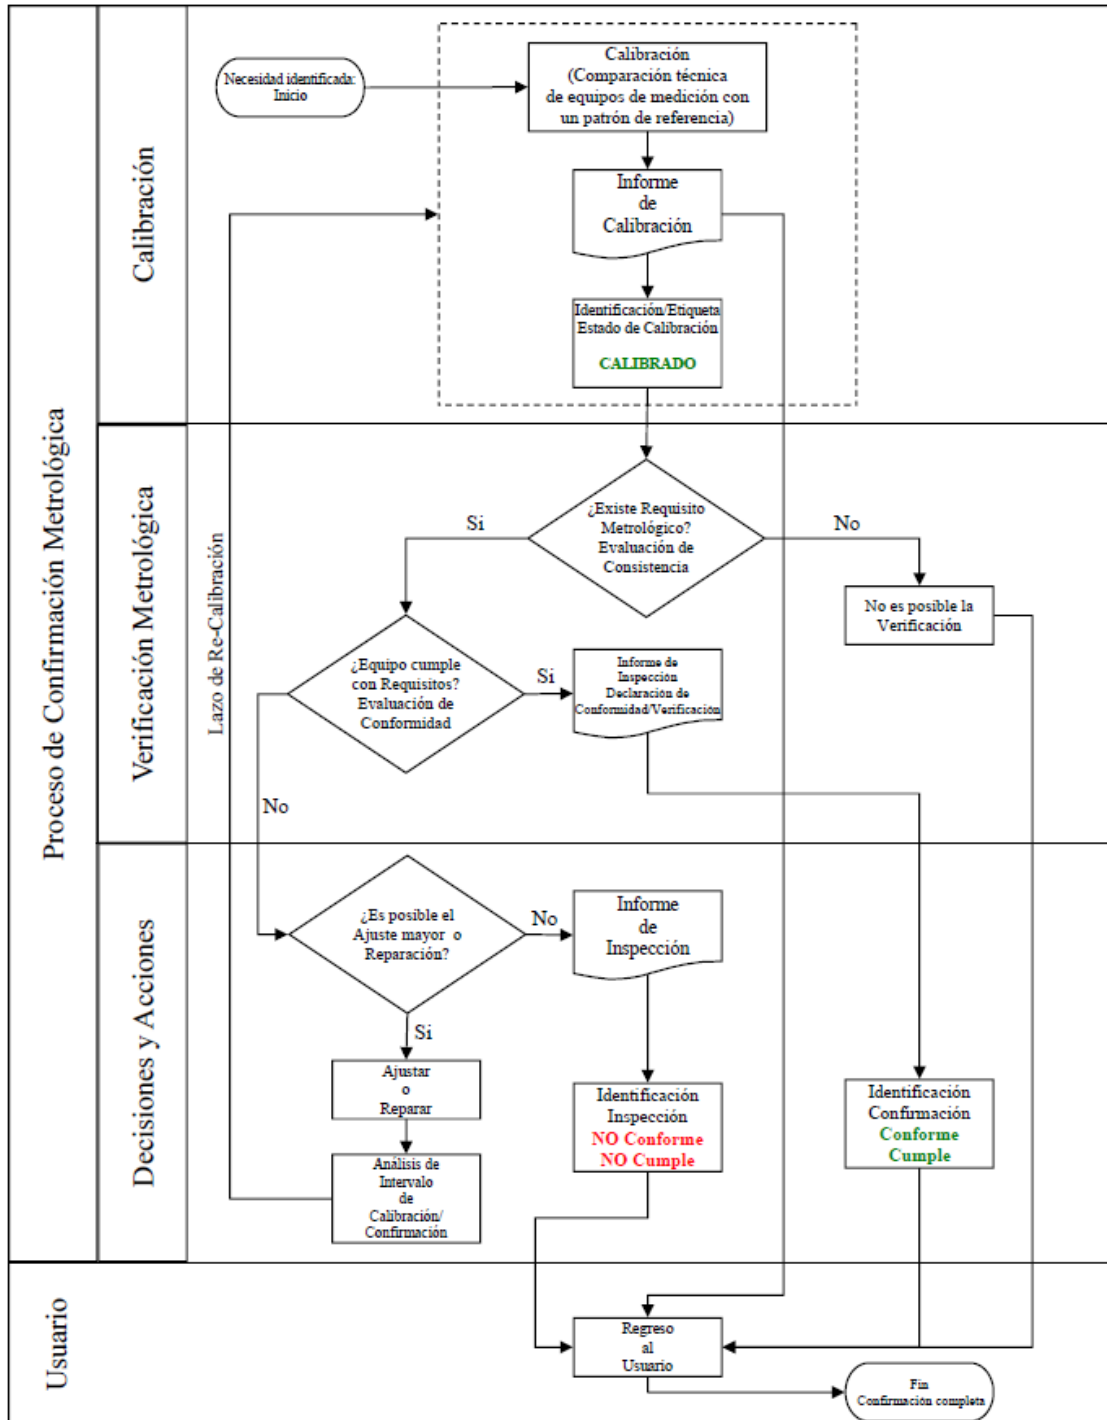 Proceso de Confirmación Metrológica
Calibración
Necesidad identificada:
Inicio
Calibración
(Comparación técnica
de equipos de medición con
un patrón de referencia)
Informe
de
Calibración
Identificación/Etiqueta
Estado de Calibración
CALIBRADO
Verificación Metrológica
Lazo de Re-Calibración
¿Existe Requisito
Metrológico?
Evaluación de
Consistencia
Si
No
No es posible la
Verificación
¿Equipo cumple
con Requisitos?
Evaluación de
Conformidad
Si
Informe de
Inspección
Declaración de
Conformidad/Verificación
No
Decisiones y Acciones
¿Es posible el
Ajuste mayor o
Reparación?
No
Informe
de
Inspección
Si
Ajustar
o
Reparar
Identificación
Inspección
NO Conforme
NO Cumple
Identificación
Confirmación
Conforme
Cumple
Análisis de
Intervalo
de
Calibración/
Confirmación
Usuario
Regreso
al
Usuario
Fin
Confirmación completa